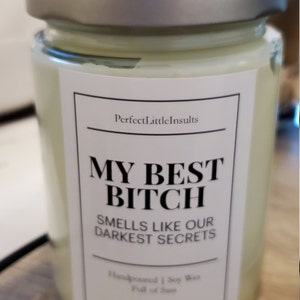 PerfectLittleInsults
MY BEST
BITCH
SMELLS LIKE OUR
DARKEST SECRETS
Handpoured | Soy Wax
Full of Sass